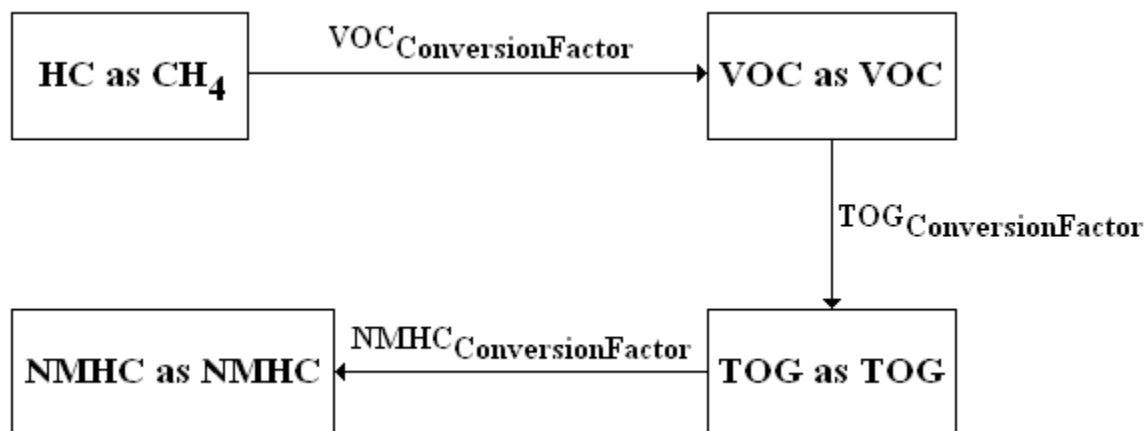 HC as CH4
VOCConversionFactor
VOC as VOC
TOGConversionFactor
NMHC as NMHC
NMHCConversionFactor
TOG as TOG